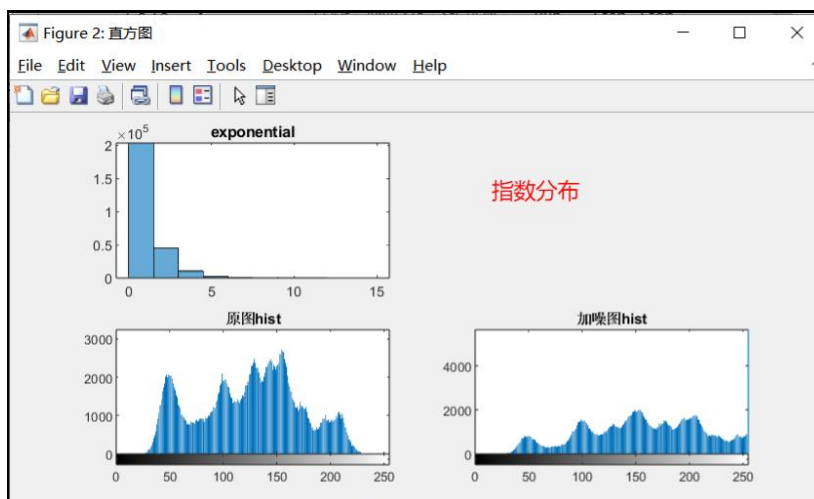 Figure 2: 直方图
File Edit View Insert Tools Desktop Window Help
×10⁵
exponential
2
1.5
1
0.5
0
0 5 10 15
指数分布
原图hist
3000
2000
1000
0
0 50 100 150 200 250
加噪图hist
4000
2000
0
0 50 100 150 200 250